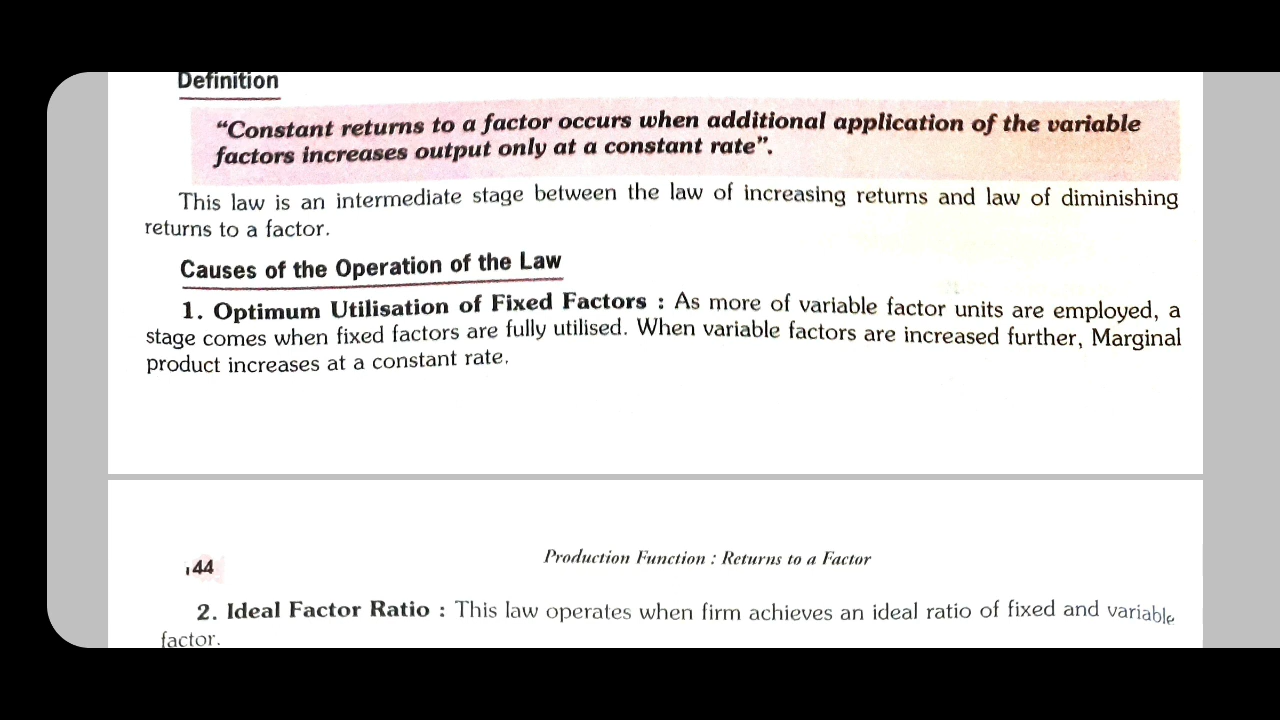 Definition
“Constant returns to a factor occurs when additional application of the variable
factors increases output only at a constant rate”.
This law is an intermediate stage between the law of increasing returns and law of diminishing
returns to a factor.
Causes of the Operation of the Law
1. Optimum Utilisation of Fixed Factors : As more of variable factor units are employed, a
stage comes when fixed factors are fully utilised. When variable factors are increased further, Marginal
product increases at a constant rate.
144
Production Function : Returns to a Factor
2. Ideal Factor Ratio : This law operates when firm achieves an ideal ratio of fixed and variable
factor.